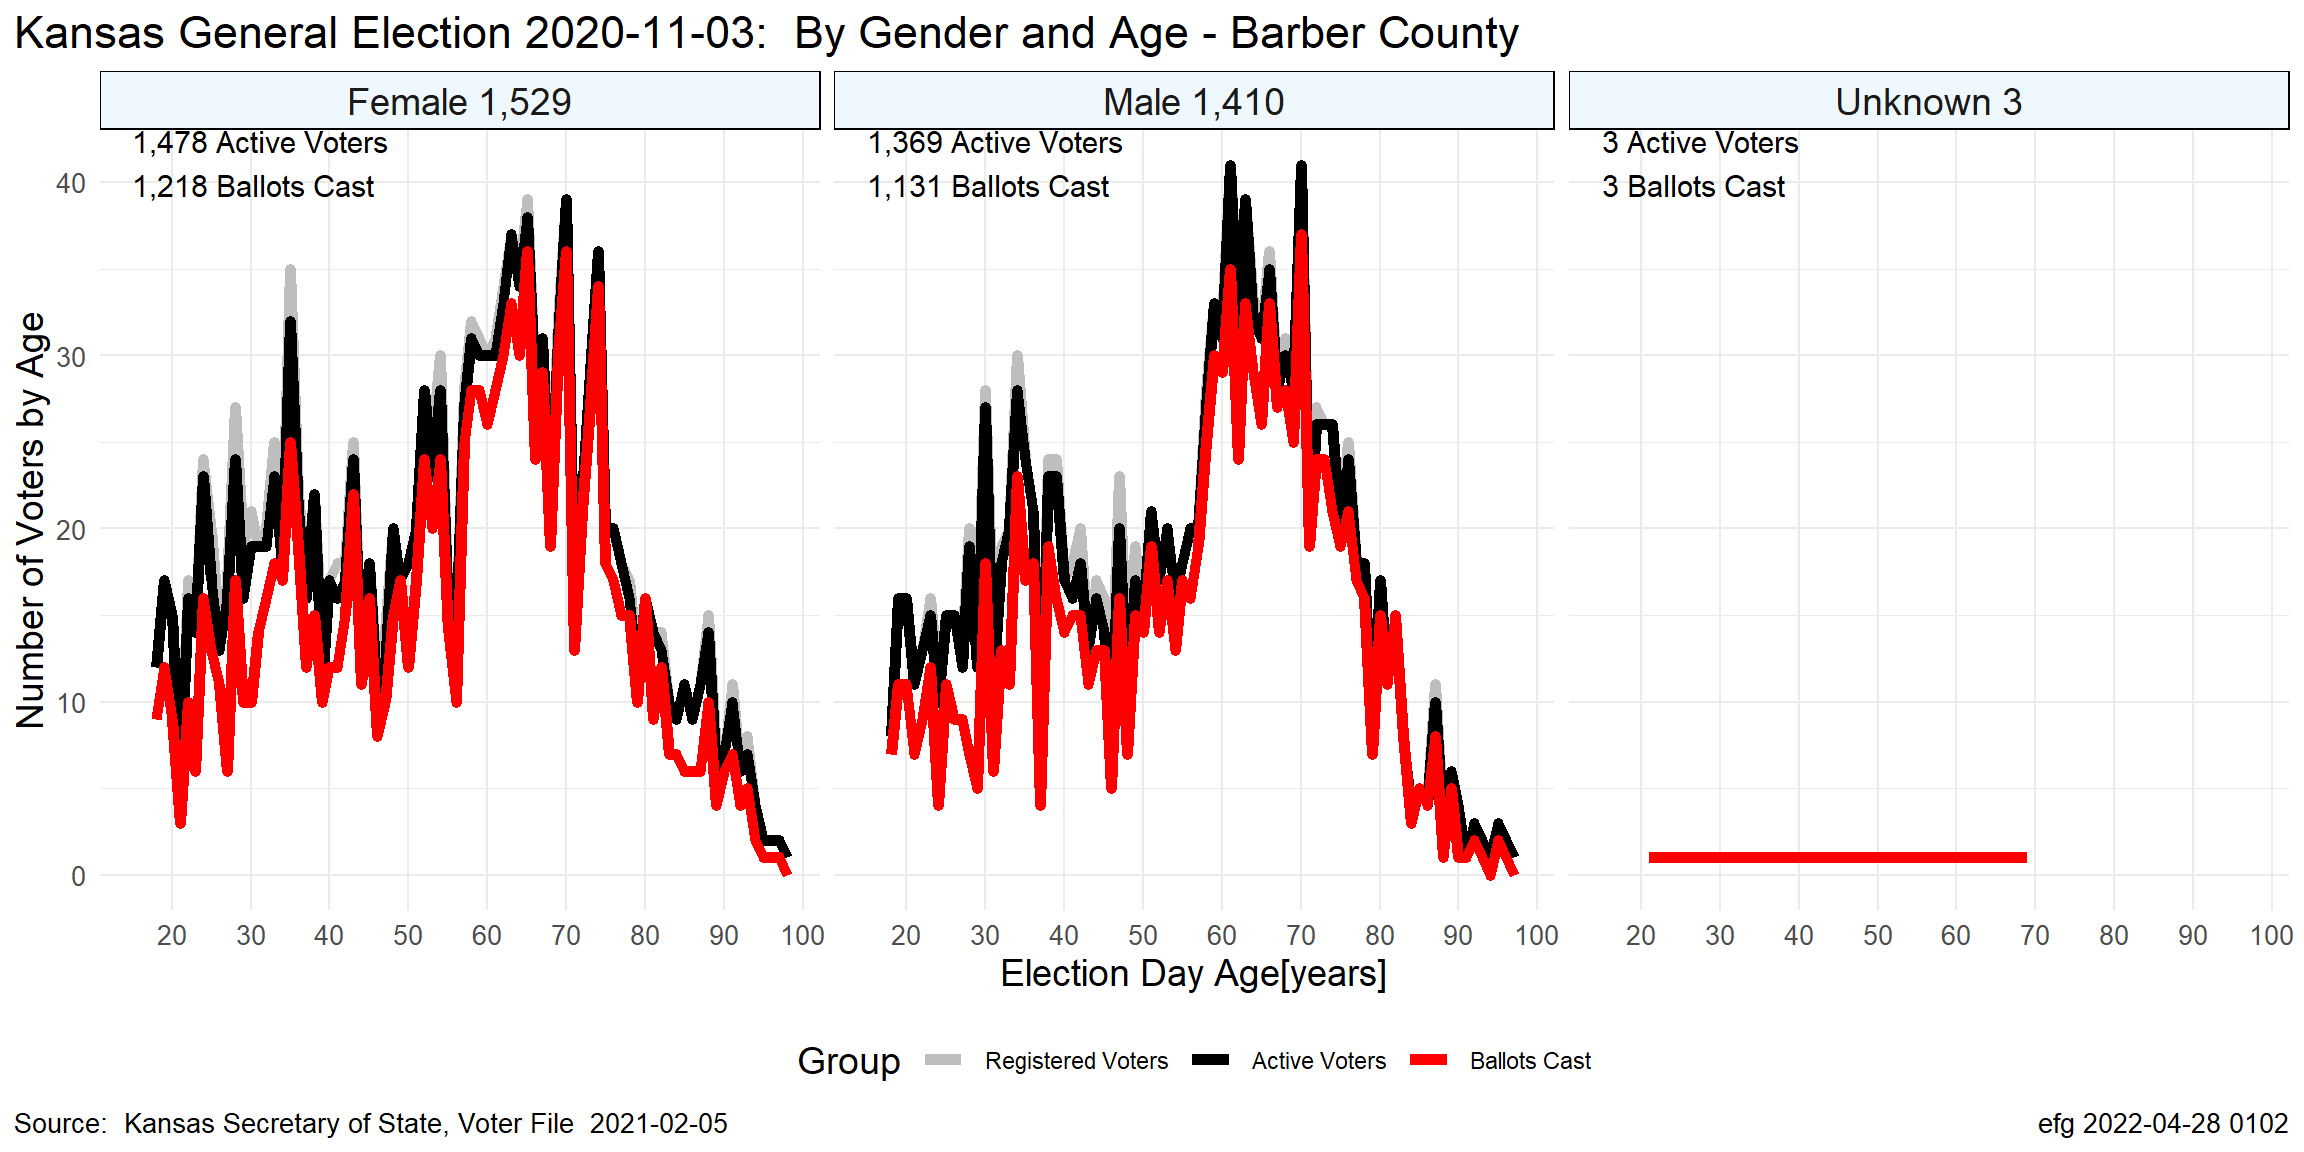 Kansas General Election 2020-11-03:  By Gender and Age - Barber County
Female 1,529
Male 1,410
Unknown 3
1,478 Active Voters
1,218 Ballots Cast
1,369 Active Voters
1,131 Ballots Cast
3 Active Voters
3 Ballots Cast
Number of Voters by Age
40
30
20
10
0
20 30 40 50 60 70 80 90 100
20 30 40 50 60 70 80 90 100
20 30 40 50 60 70 80 90 100
Election Day Age[years]
Group Registered Voters Active Voters Ballots Cast
Source:  Kansas Secretary of State, Voter File  2021-02-05
efg 2022-04-28 0102